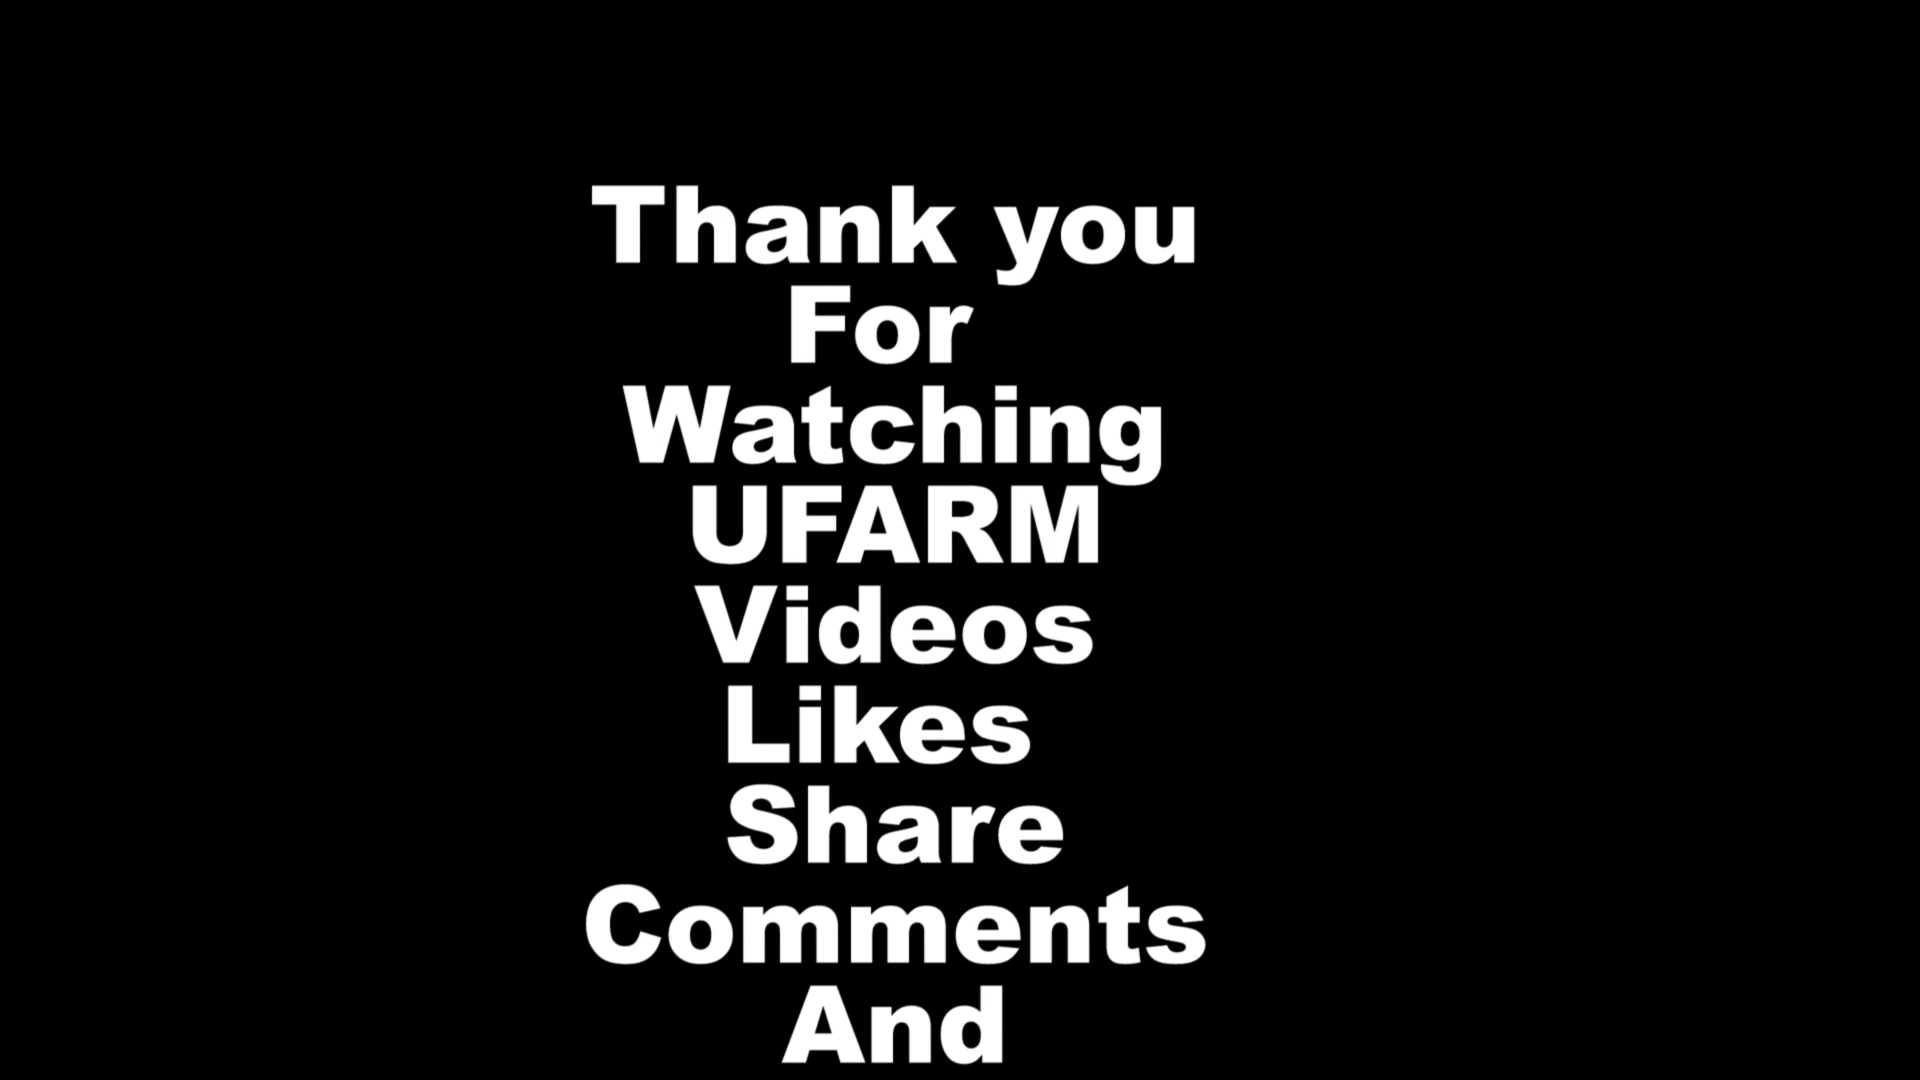 Thank you
For
Watching
UFARM
Videos
Likes
Share
Comments
And